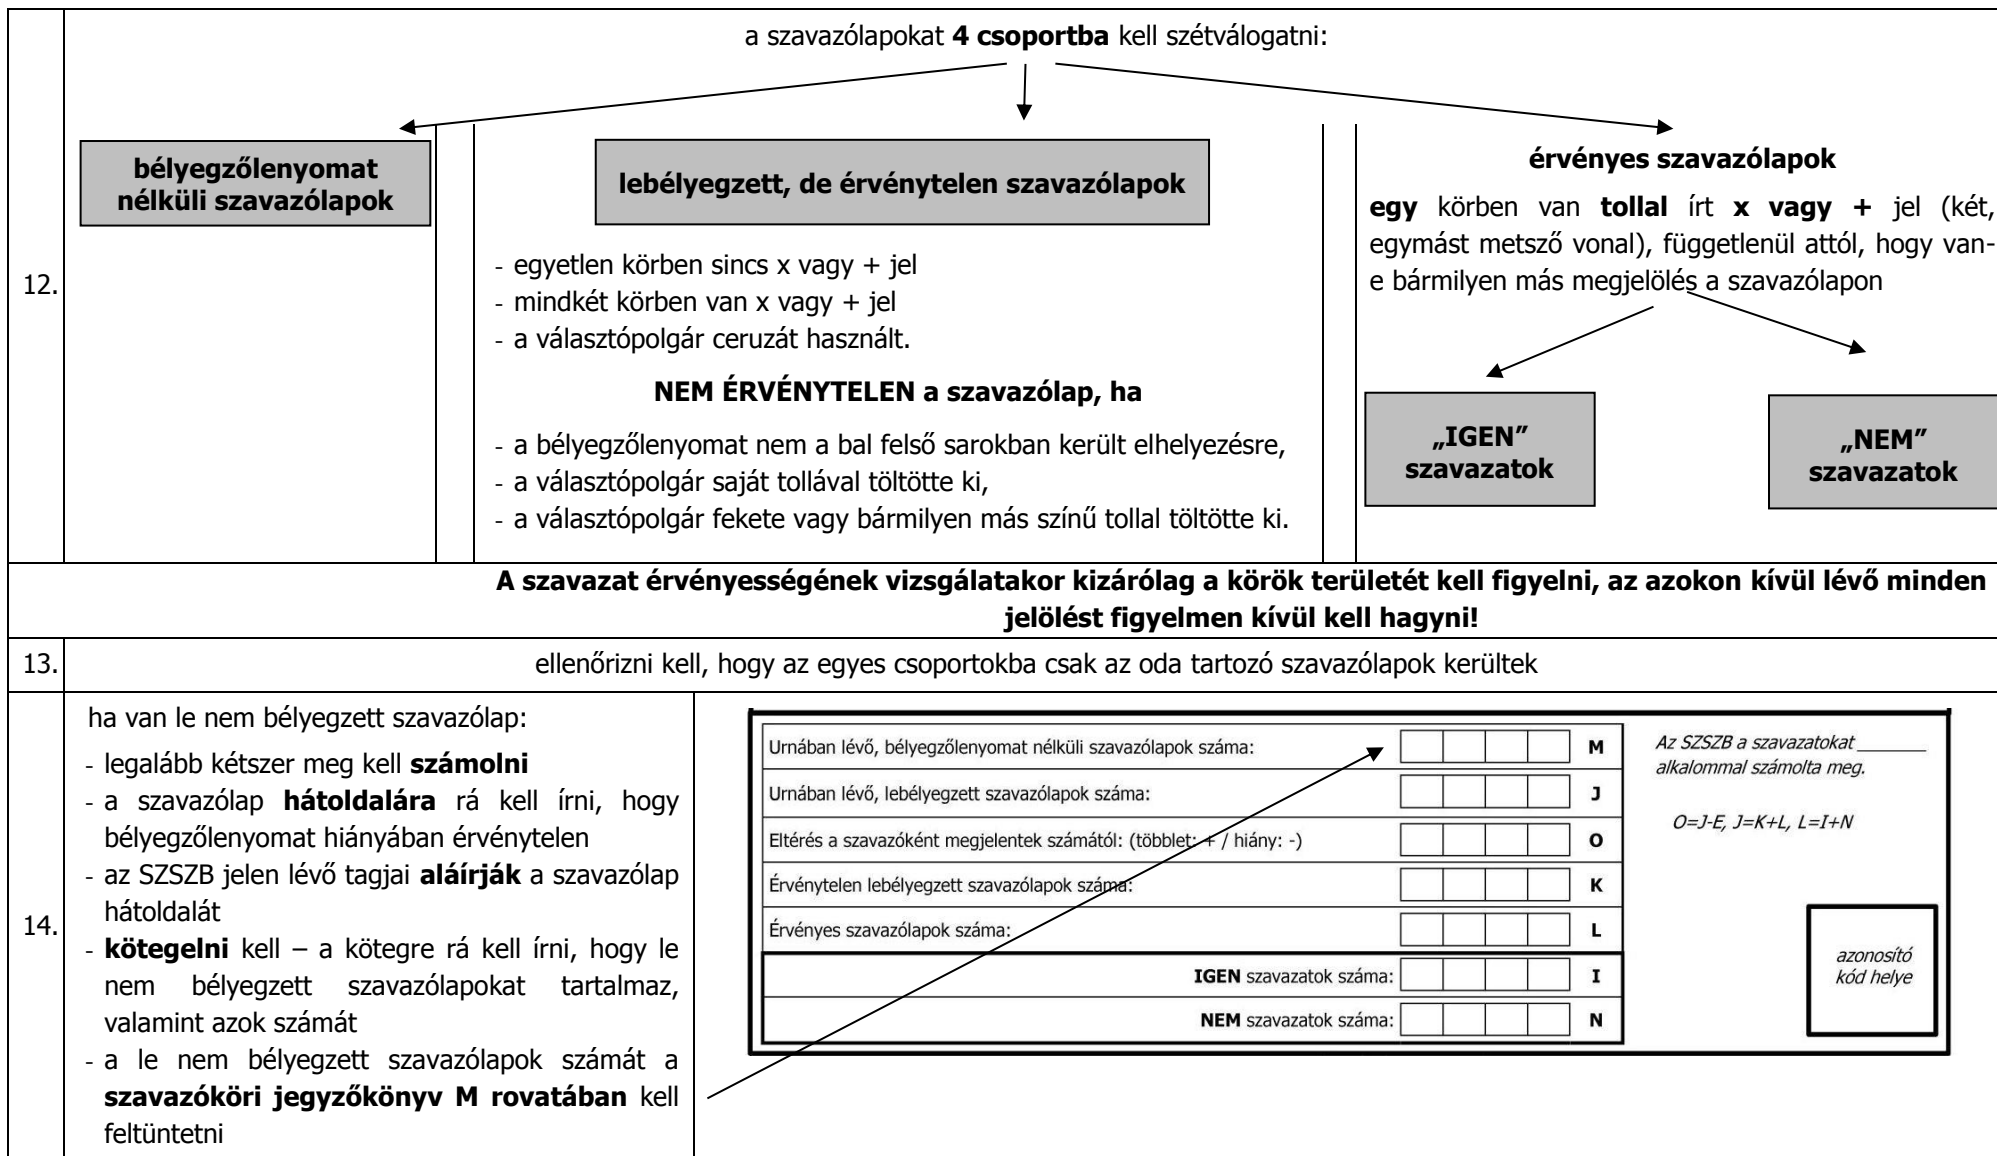 a szavazólapokat 4 csoportba kell szétválogatni:
12.
bélyegzőlenyomat
nélküli szavazólapok
lebélyegzett, de érvénytelen szavazólapok
- egyetlen körben sincs x vagy + jel
- mindkét körben van x vagy + jel
- a választópolgár ceruzát használt.
NEM ÉRVÉNYTELEN a szavazólap, ha
- a bélyegzőlenyomat nem a bal felső sarokban került elhelyezésre,
- a választópolgár saját tollával töltötte ki,
- a választópolgár fekete vagy bármilyen más színű tollal töltötte ki.
érvényes szavazólapok
egy körben van tollal írt x vagy + jel (két,
egymást metsző vonal), függetlenül attól, hogy van-
e bármilyen más megjelölés a szavazólapon
„IGEN”
szavazatok
„NEM”
szavazatok
A szavazat érvényességének vizsgálatakor kizárólag a körök területét kell figyelni, az azokon kívül lévő minden
jelölést figyelmen kívül kell hagyni!
13.
ellenőrizni kell, hogy az egyes csoportokba csak az oda tartozó szavazólapok kerültek
14.
ha van le nem bélyegzett szavazólap:
- legalább kétszer meg kell számolni
- a szavazólap hátoldalára rá kell írni, hogy
bélyegzőlenyomat hiányában érvénytelen
- az SZSZB jelen lévő tagjai aláírják a szavazólap
hátoldalát
- kötegelni kell – a kötegre rá kell írni, hogy le
nem bélyegzett szavazólapokat tartalmaz,
valamint azok számát
- a le nem bélyegzett szavazólapok számát a
szavazóköri jegyzőkönyv M rovatában kell
feltüntetni
Urnában lévő, bélyegzőlenyomat nélküli szavazólapok száma: M
Urnában lévő, lebélyegzett szavazólapok száma: J
Eltérés a szavazóként megjelentek számától: (többlet: + / hiány: -) O
Érvénytelen lebélyegzett szavazólapok száma: K
Érvényes szavazólapok száma: L
IGEN szavazatok száma: I
NEM szavazatok száma: N
Az SZSZB a szavazatokat _______
alkalommal számolta meg.
O=J-E, J=K+L, L=I+N
azonosító
kód helye